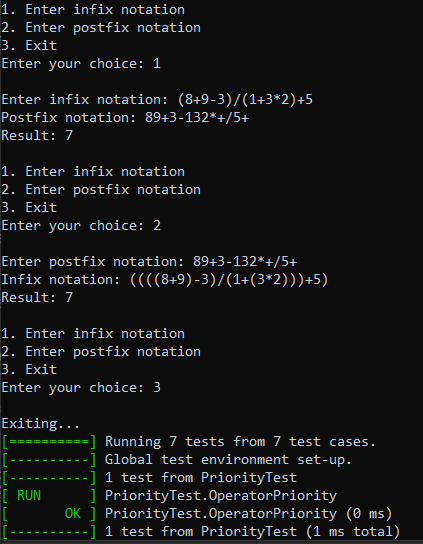 1. Enter infix notation
2. Enter postfix notation
3. Exit
Enter your choice: 1
Enter infix notation: (8+9-3)/(1+3*2)+5
Postfix notation: 89+3-132*+/5+
Result: 7
1. Enter infix notation
2. Enter postfix notation
3. Exit
Enter your choice: 2
Enter postfix notation: 89+3-132*+/5+
Infix notation: ((((8+9)-3)/(1+(3*2)))+5)
Result: 7
1. Enter infix notation
2. Enter postfix notation
3. Exit
Enter your choice: 3
Exiting...
[==========] Running 7 tests from 7 test cases.
[----------] Global test environment set-up.
[----------] 1 test from PriorityTest
[ RUN      ] PriorityTest.OperatorPriority
[       OK ] PriorityTest.OperatorPriority (0 ms)
[----------] 1 test from PriorityTest (1 ms total)